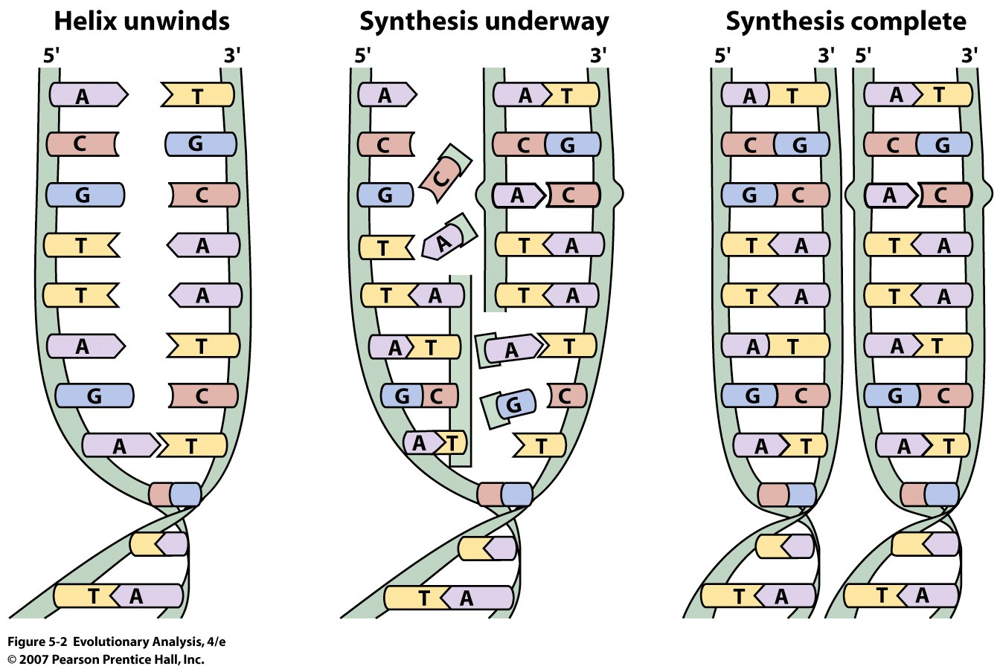 Helix unwinds Synthesis underway Synthesis complete
5' 3' 5' 3' 5' 3' 5' 3'
A T A A T A T A T
C G C C G C G C G
C
G C G A C G C A C
A
T A T T A T A T A
T A T A T A T A T A
A T A T A T A T A T
G C G C G C G C G C
A T A T T A T A T
T A T A T A T A
Figure 5-2 Evolutionary Analysis, 4/e
© 2007 Pearson Prentice Hall, Inc.